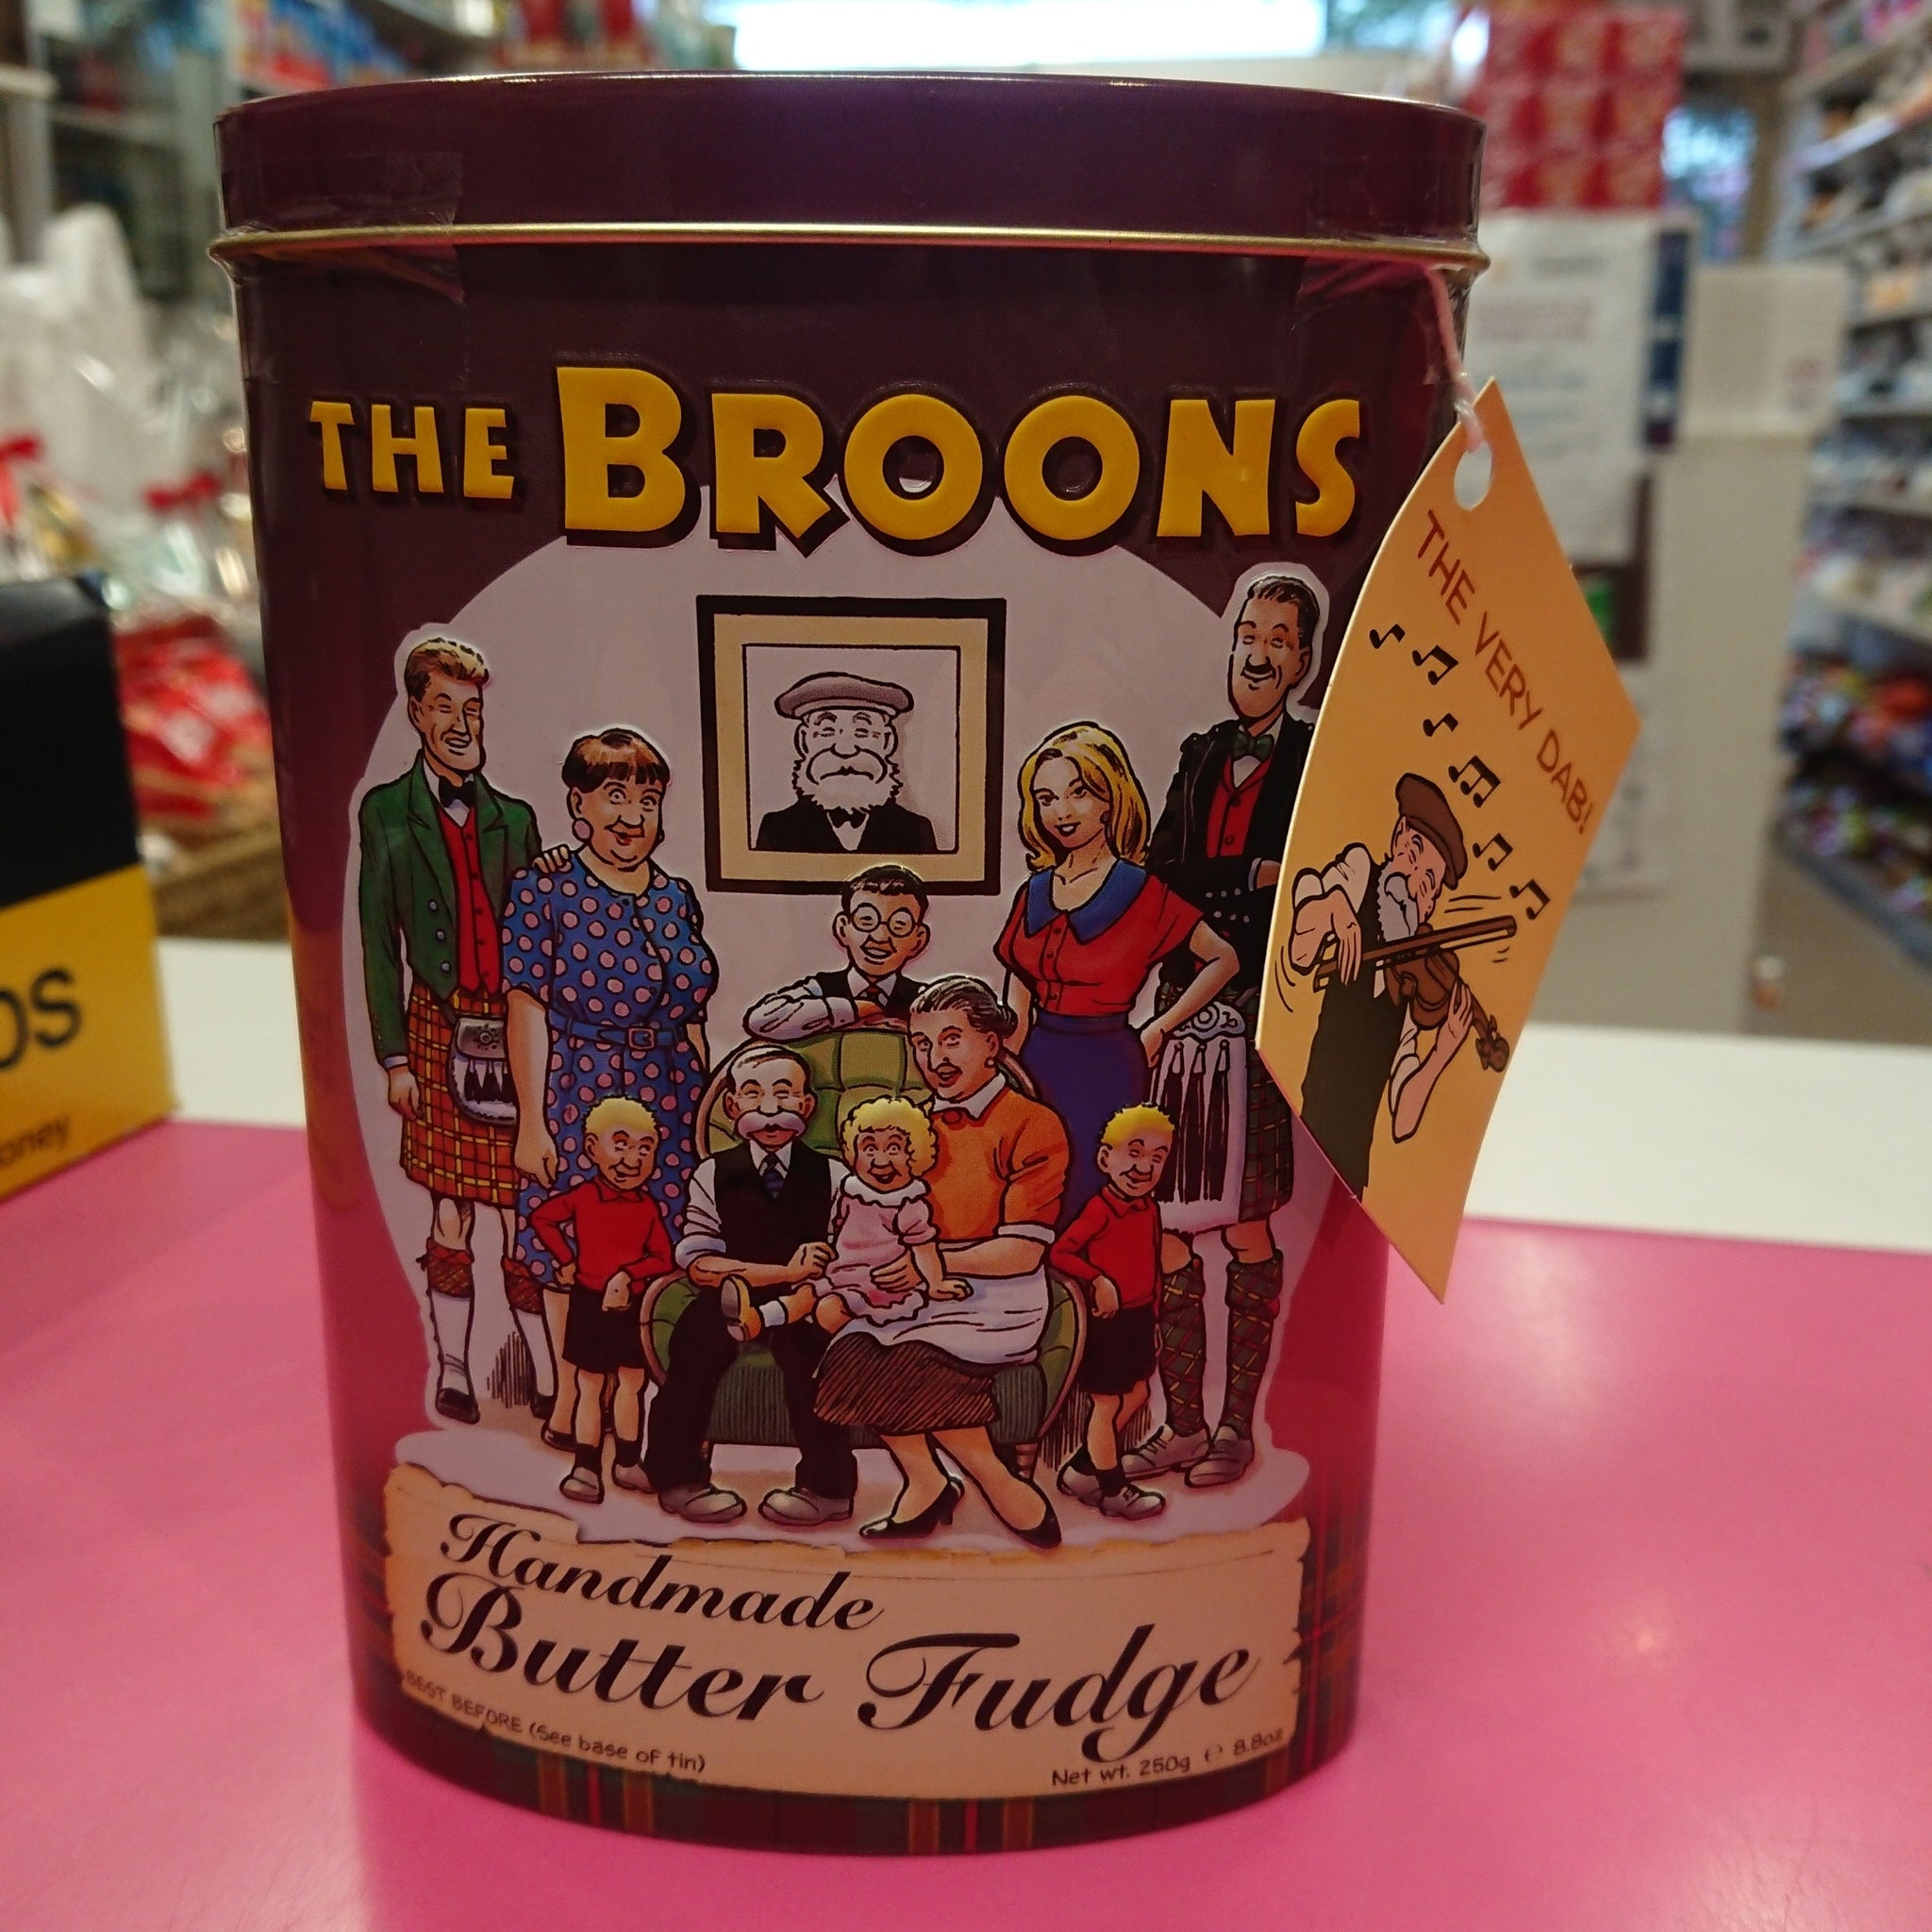 THE BROONS
THE VERY DAB!
Handmade
Butter Fudge
BEST BEFORE (See base of tin)
Net wt. 250g ℮ 8.8oz